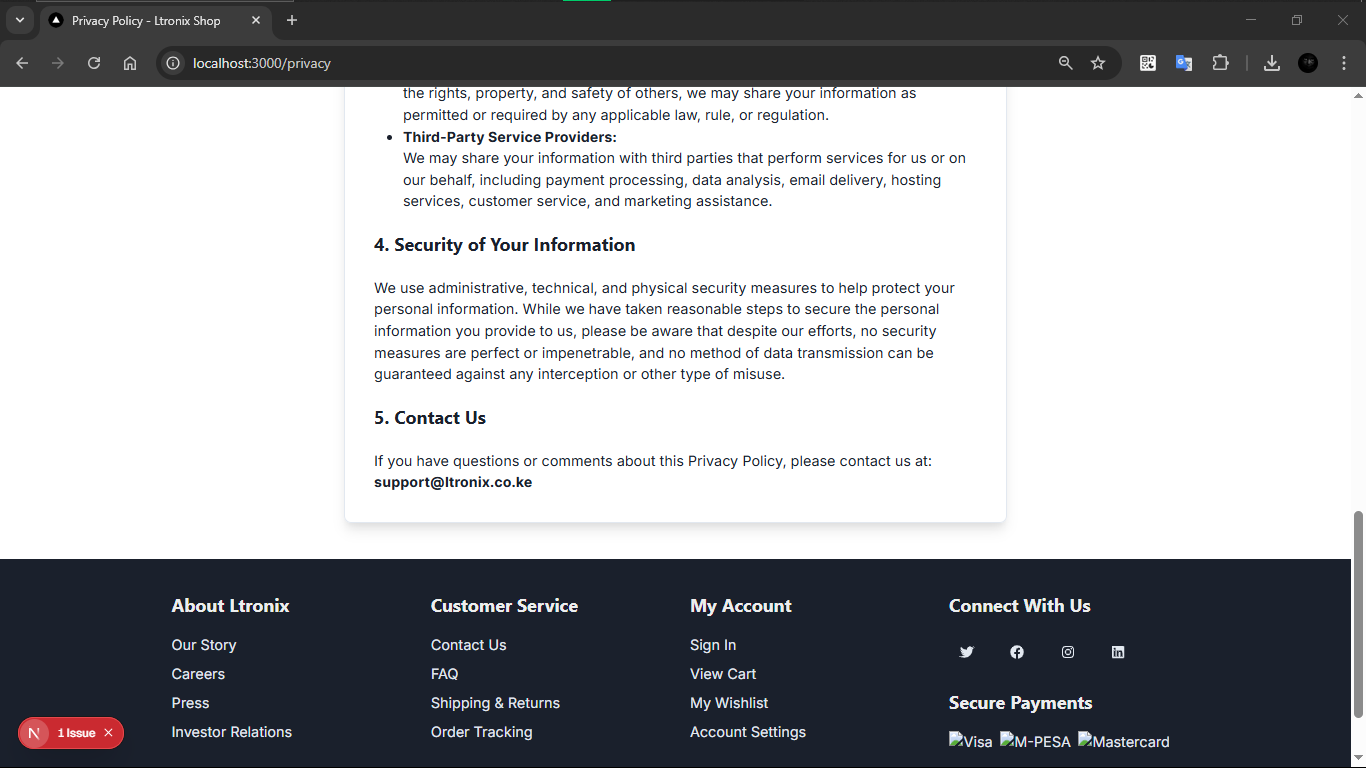 Privacy Policy - Ltronix Shop
localhost:3000/privacy
the rights, property, and safety of others, we may share your information as
permitted or required by any applicable law, rule, or regulation.
Third-Party Service Providers:
We may share your information with third parties that perform services for us or on
our behalf, including payment processing, data analysis, email delivery, hosting
services, customer service, and marketing assistance.
4. Security of Your Information
We use administrative, technical, and physical security measures to help protect your
personal information. While we have taken reasonable steps to secure the personal
information you provide to us, please be aware that despite our efforts, no security
measures are perfect or impenetrable, and no method of data transmission can be
guaranteed against any interception or other type of misuse.
5. Contact Us
If you have questions or comments about this Privacy Policy, please contact us at:
support@ltronix.co.ke
About Ltronix
Our Story
Careers
Press
Investor Relations
Customer Service
Contact Us
FAQ
Shipping & Returns
Order Tracking
My Account
Sign In
View Cart
My Wishlist
Account Settings
Connect With Us
Secure Payments
Visa M-PESA Mastercard
N 1 Issue